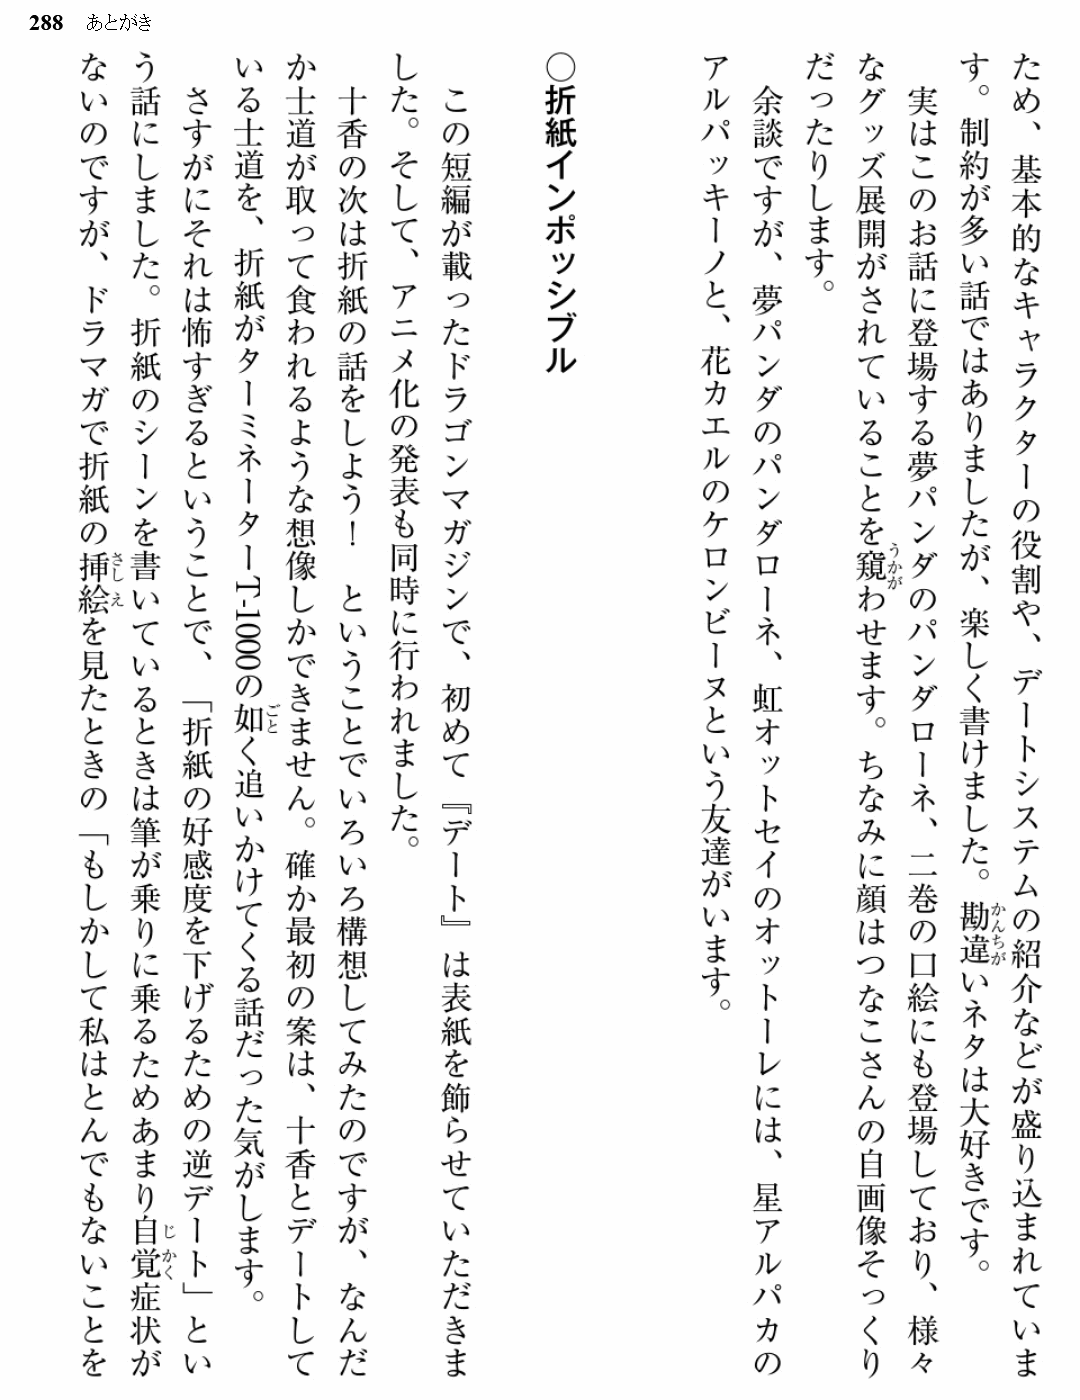 288 あとがき
ため、基本的なキャラクターの役割や、デートシステムの紹介などが盛り込まれていま
す。制約が多い話ではありましたが、楽しく書けました。勘違いネタは大好きです。
実はこのお話に登場する夢パンダのパンダローネ、二巻の口絵にも登場しており、様々
なグッズ展開がされていることを窺わせます。ちなみに顔はつなこさんの自画像そっくり
だったりします。
余談ですが、夢パンダのパンダローネ、虹オットセイのオットーレには、星アルパカの
アルパッキーノと、花カエルのケロンビーヌという友達がいます。
〇折紙インポッシブル
この短編が載ったドラゴンマガジンで、初めて『デート』は表紙を飾らせていただきま
した。そして、アニメ化の発表も同時に行われました。
十香の次は折紙の話をしよう！　ということでいろいろ構想してみたのですが、なんだ
か士道が取って食われるような想像しかできません。確か最初の案は、十香とデートして
いる士道を、折紙がターミネーターT-1000の如く追いかけてくる話だった気がします。
さすがにそれは怖すぎるということで、「折紙の好感度を下げるための逆デート」とい
う話にしました。折紙のシーンを書いているときは筆が乗りに乗るためあまり自覚症状が
ないのですが、ドラマガで折紙の挿絵を見たときの「もしかして私はとんでもないことを